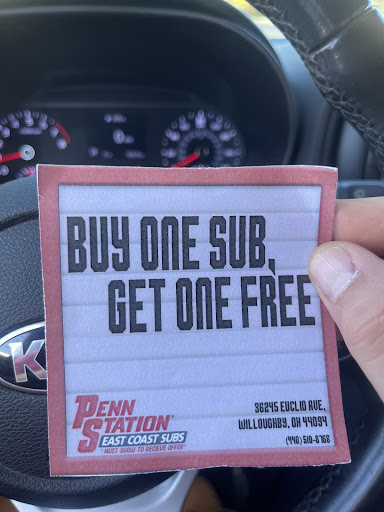 BUY ONE SUB,
GET ONE FREE
PENN
STATION®
EAST COAST SUBS
"MUST SHOW TO RECIEVE OFFER"
36245 EUCLID AVE,
WILLOUGHBY, OH 44094
(440) 510-8766